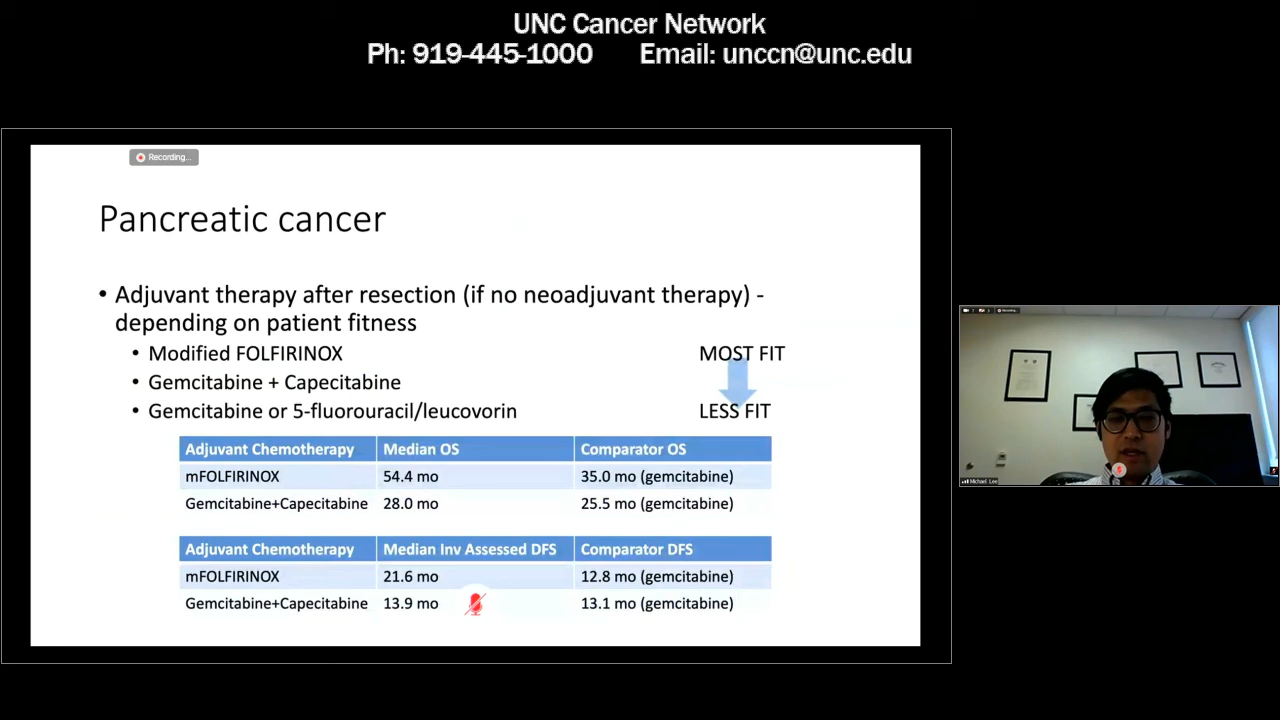 UNC Cancer Network
Ph: 919-445-1000 Email: unccn@unc.edu
Recording...
Pancreatic cancer
• Adjuvant therapy after resection (if no neoadjuvant therapy) -
depending on patient fitness
• Modified FOLFIRINOX MOST FIT
• Gemcitabine + Capecitabine
• Gemcitabine or 5-fluorouracil/leucovorin LESS FIT
Adjuvant Chemotherapy Median OS Comparator OS
mFOLFIRINOX 54.4 mo 35.0 mo (gemcitabine)
Gemcitabine+Capecitabine 28.0 mo 25.5 mo (gemcitabine)
Adjuvant Chemotherapy Median Inv Assessed DFS Comparator DFS
mFOLFIRINOX 21.6 mo 12.8 mo (gemcitabine)
Gemcitabine+Capecitabine 13.9 mo 13.1 mo (gemcitabine)
Michael Lee